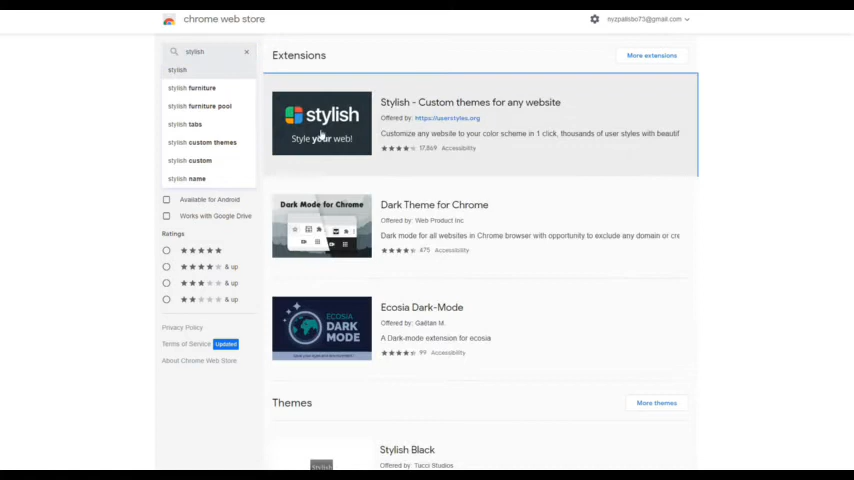 chrome web store
nyzpallsbo73@gmail.com
stylish
stylish
stylish furniture
stylish furniture pool
stylish tabs
stylish custom themes
stylish custom
stylish name
Available for Android
Works with Google Drive
Ratings
& up
& up
& up
Privacy Policy
Terms of Service Updated
About Chrome Web Store
Extensions
More extensions
stylish
Style your web!
Stylish - Custom themes for any website
Offered by: https://userstyles.org
Customize any website to your color scheme in 1 click, thousands of user styles with beautif
17,869 Accessibility
Dark Mode for Chrome
Dark Theme for Chrome
Offered by: Web Product Inc
Dark mode for all websites in Chrome browser with opportunity to exclude any domain or cre
475 Accessibility
ECOSIA
DARK
MODE
Ecosia Dark-Mode
Offered by: Gaëtan M.
A Dark-mode extension for ecosia
99 Accessibility
Themes
More themes
Stylish
Stylish Black
Offered by: Tucci Studios